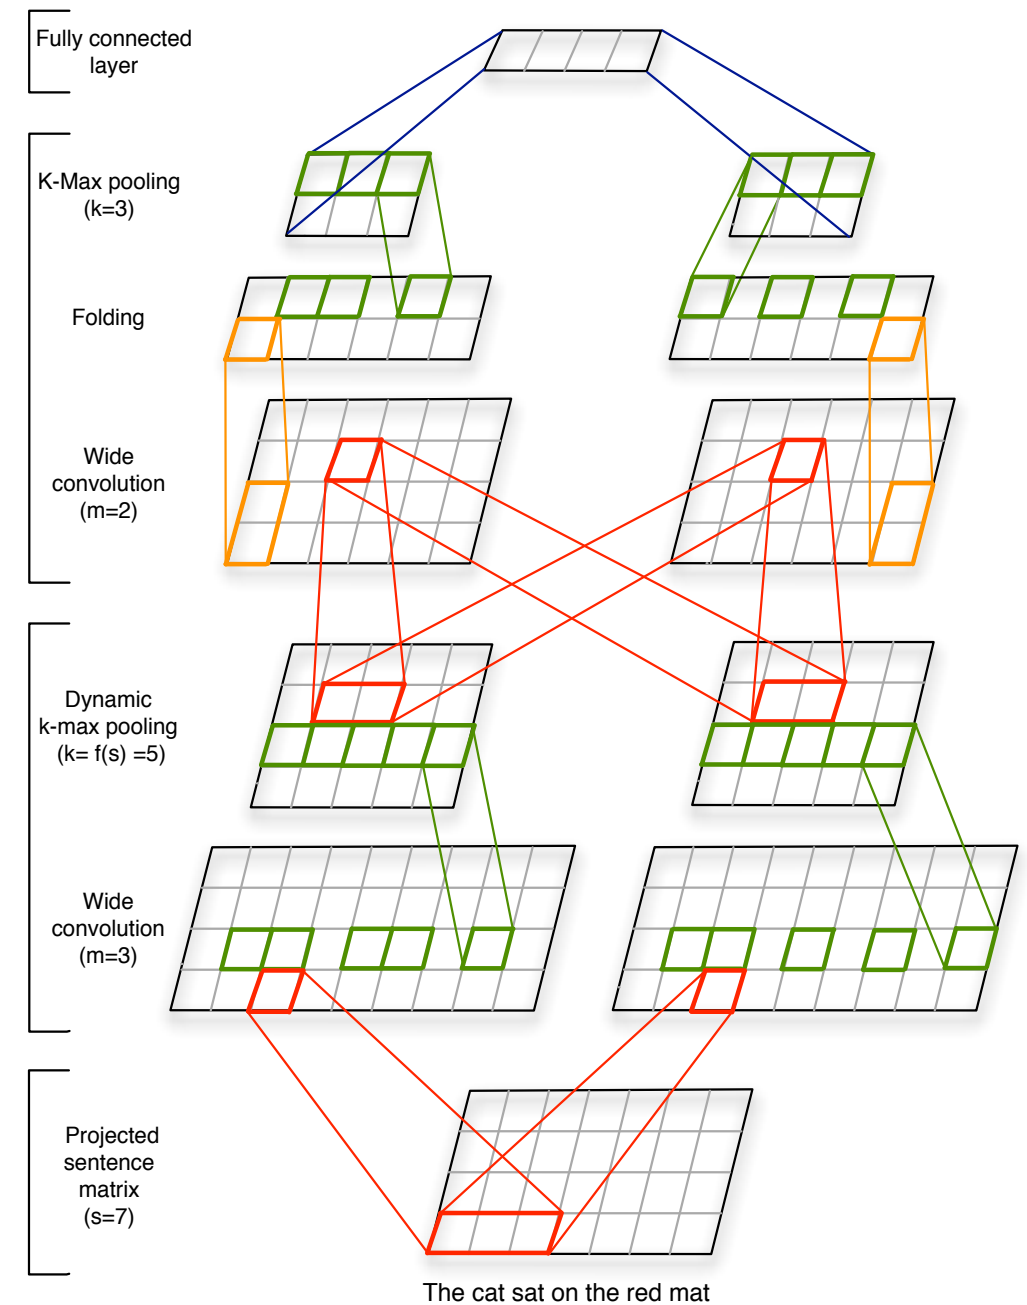 Fully connected
layer
K-Max pooling
(k=3)
Folding
Wide
convolution
(m=2)
Dynamic
k-max pooling
(k= f(s) =5)
Wide
convolution
(m=3)
Projected
sentence
matrix
(s=7)
The cat sat on the red mat